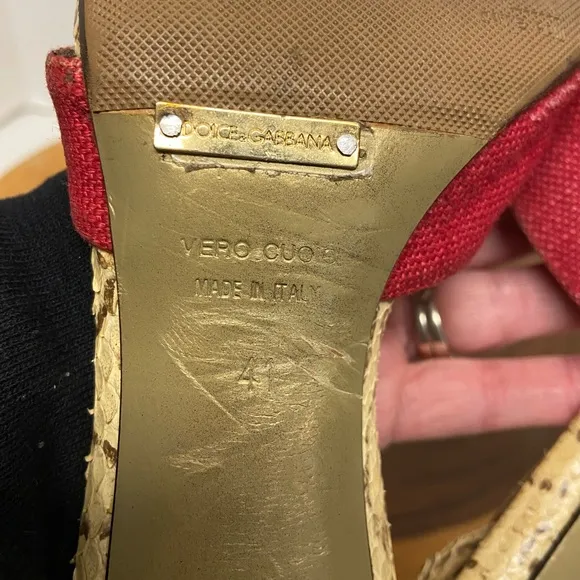 DOLCE & GABBANA
VERO CUOIO
MADE IN ITALY
41